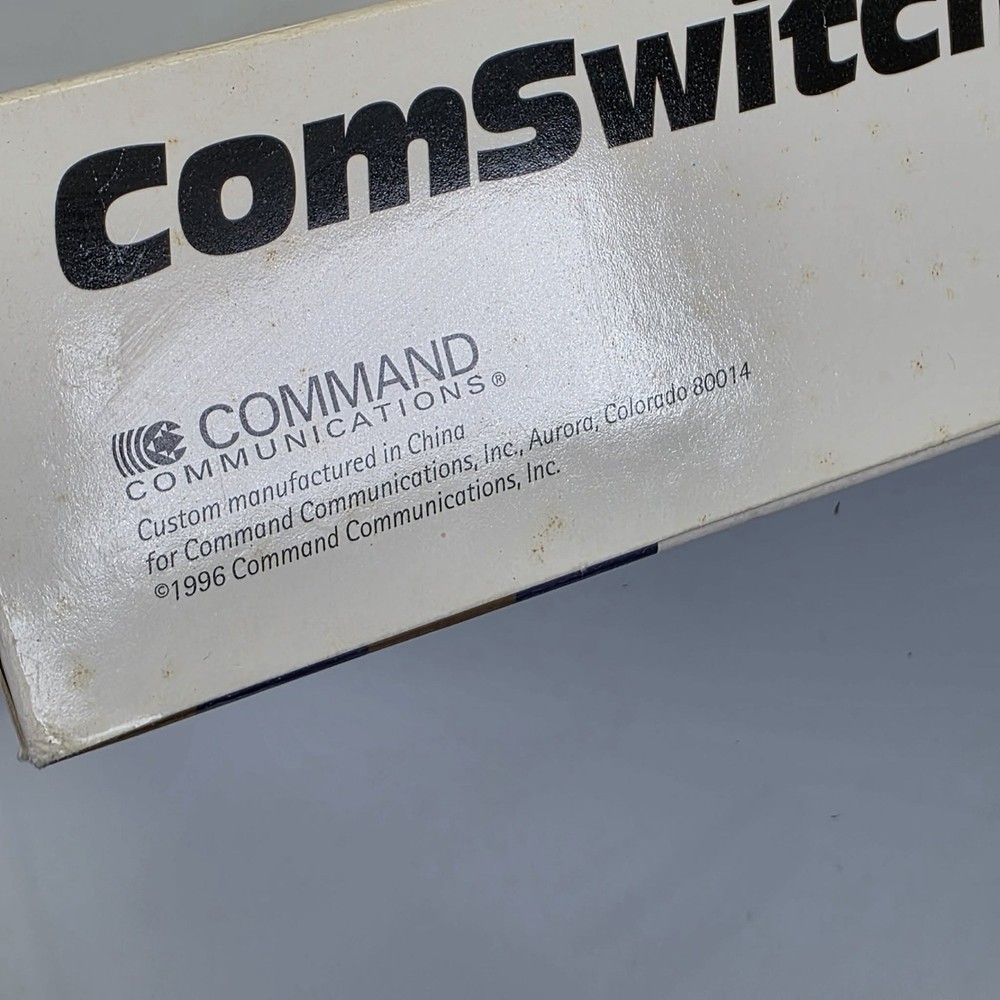 ComSwitch
COMMAND
COMMUNICATIONS®
Custom manufactured in China
for Command Communications, Inc., Aurora, Colorado 80014
©1996 Command Communications, Inc.